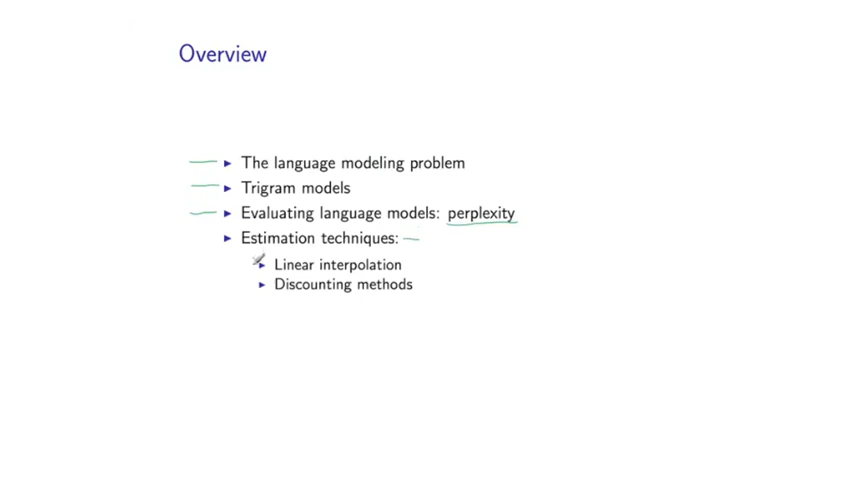 Overview
The language modeling problem
Trigram models
Evaluating language models: perplexity
Estimation techniques:
Linear interpolation
Discounting methods